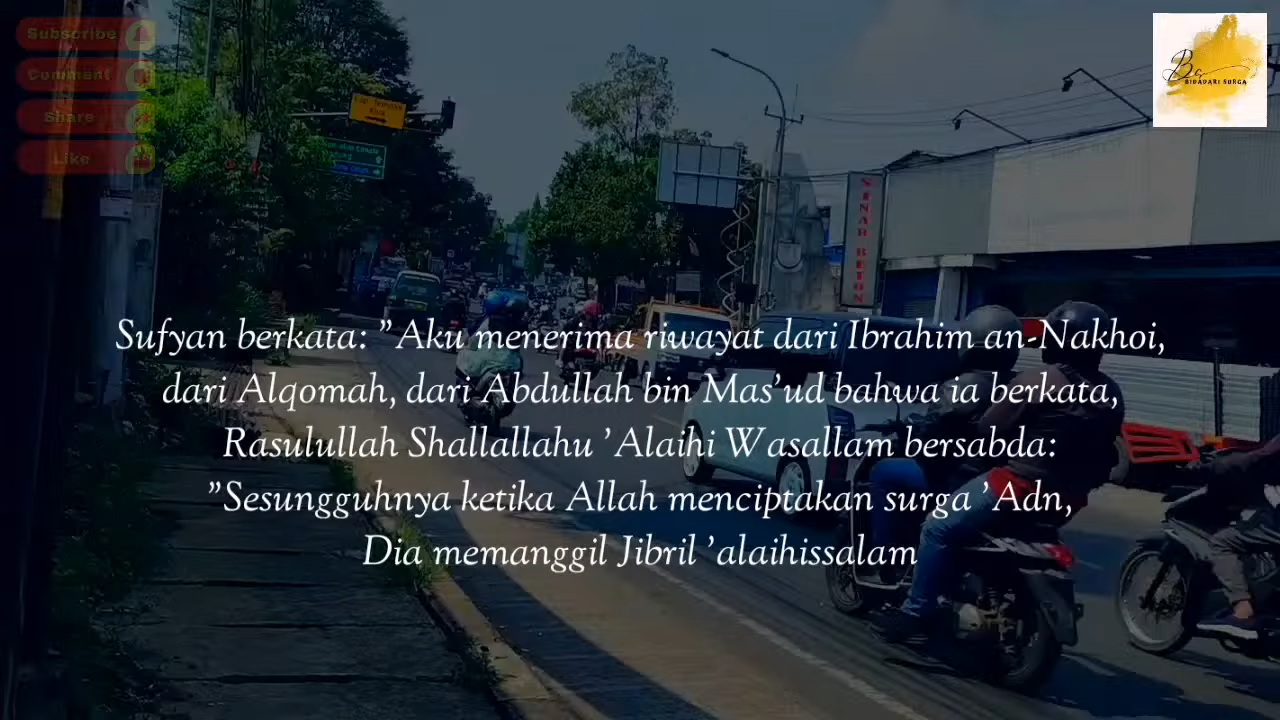 Subscribe
Comment
Share
Like
BIDADARI SURGA
SINAR BETON
Sufyan berkata: "Aku menerima riwayat dari Ibrahim an-Nakhoi,
dari Alqomah, dari Abdullah bin Mas'ud bahwa ia berkata,
Rasulullah Shallallahu 'Alaihi Wasallam bersabda:
"Sesungguhnya ketika Allah menciptakan surga 'Adn,
Dia memanggil Jibril 'alaihissalam